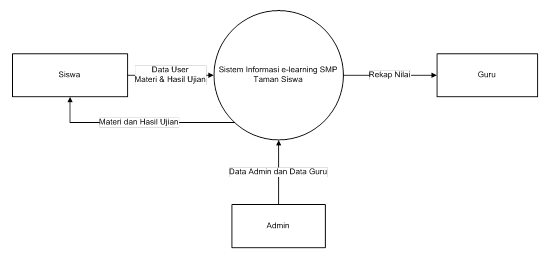 Siswa
Data User
Materi & Hasil Ujian
Sistem Informasi e-learning SMP
Taman Siswa
Rekap Nilai
Guru
Materi dan Hasil Ujian
Data Admin dan Data Guru
Admin